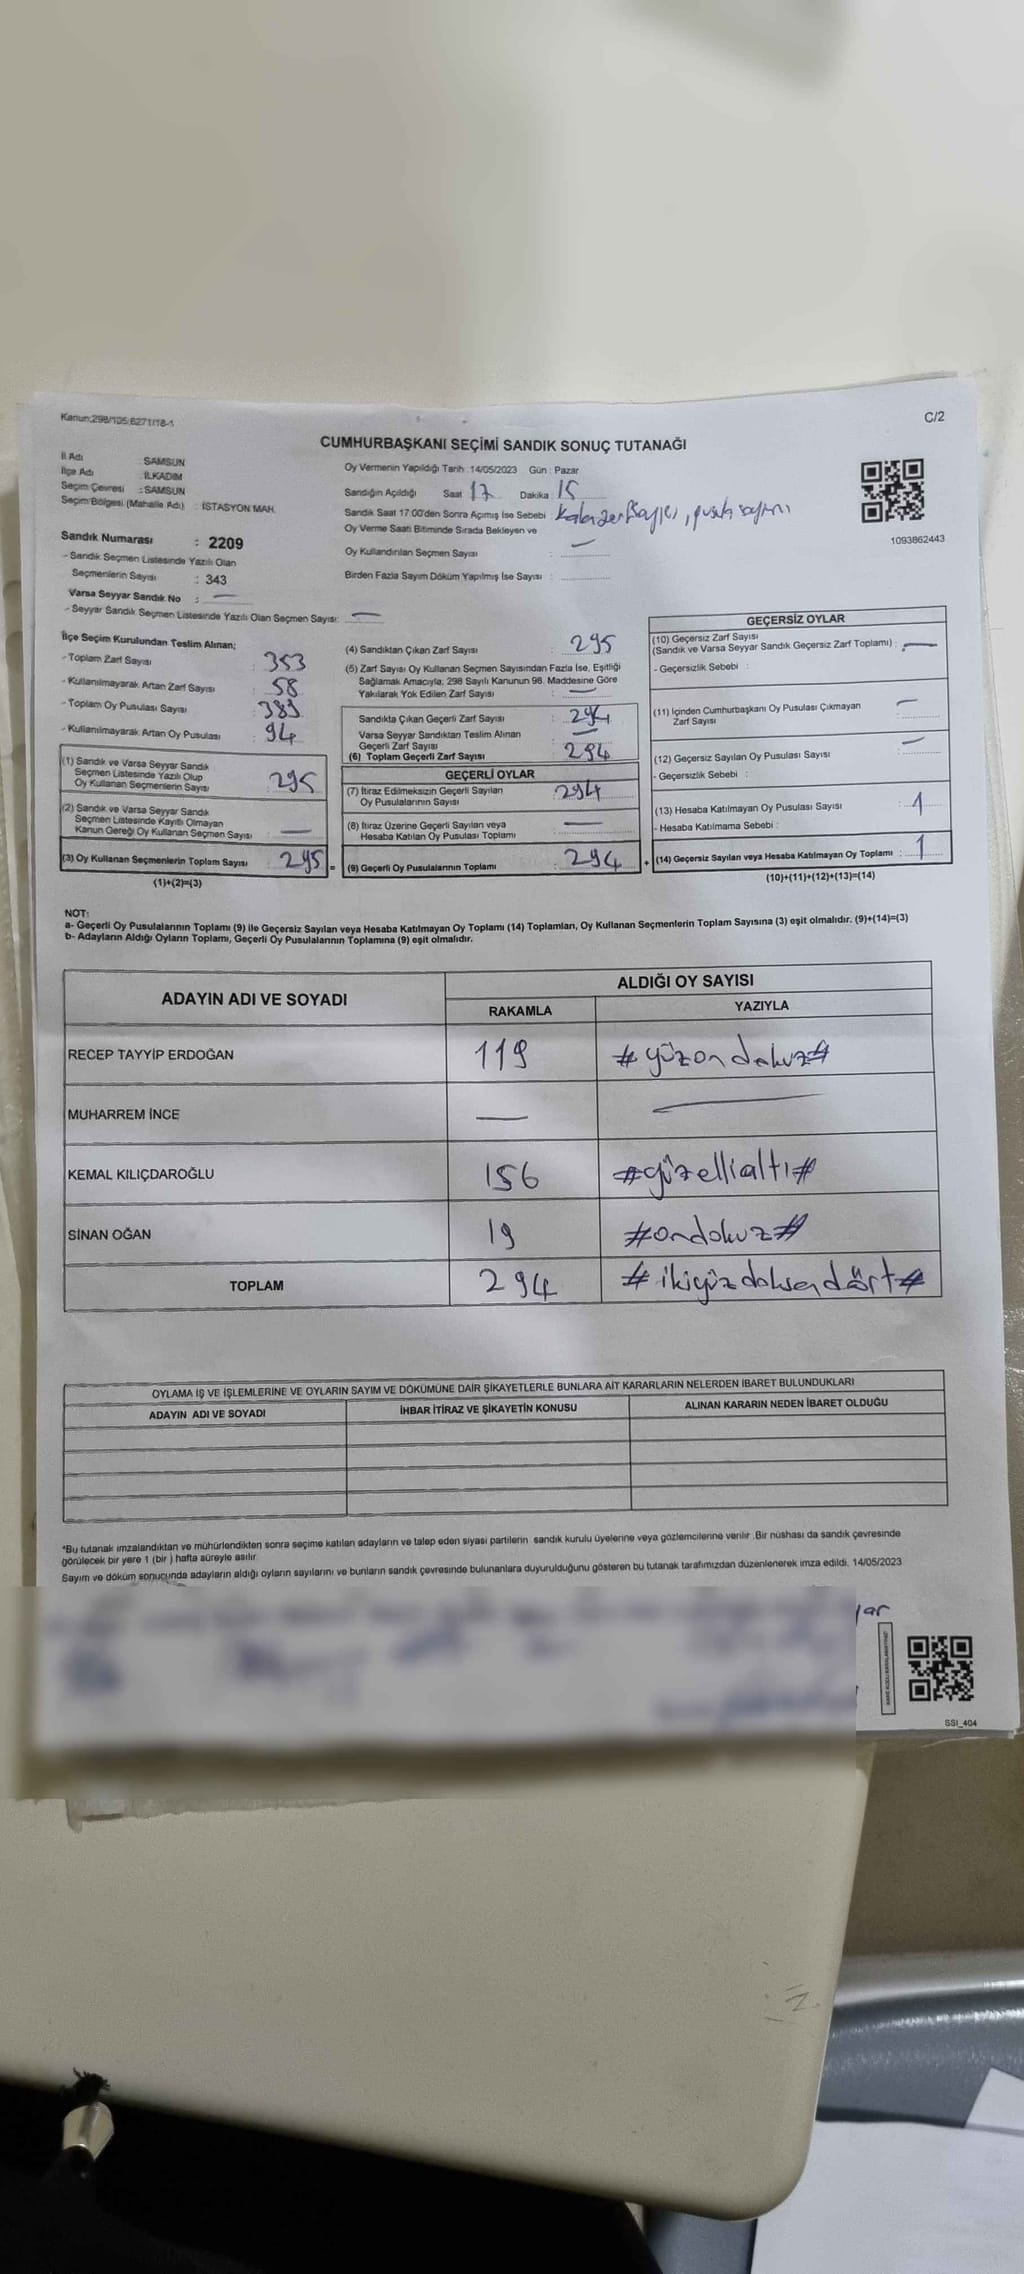 Kanun:298/105;6271/18-1
C/2
CUMHURBAŞKANI SEÇİMİ SANDIK SONUÇ TUTANAĞI
İl Adı : SAMSUN
İlçe Adı : İLKADIM
Seçim Çevresi : SAMSUN
Seçim Bölgesi (Mahalle Adı) : İSTASYON MAH.
Sandık Numarası : 2209
- Sandık Seçmen Listesinde Yazılı Olan
Seçmenlerin Sayısı : 343
Varsa Seyyar Sandık No : —
- Seyyar Sandık Seçmen Listesinde Yazılı Olan Seçmen Sayısı: —
Oy Vermenin Yapıldığı Tarih :14/05/2023 Gün : Pazar
Sandığın Açıldığı Saat 17 Dakika 15
Sandık Saat 17.00'den Sonra Açımış İse Sebebi : sayımı
Oy Verme Saati Bitiminde Sırada Bekleyen ve
Oy Kullandırılan Seçmen Sayısı : —
Birden Fazla Sayım Döküm Yapılmış İse Sayısı :
1093862443
İlçe Seçim Kurulundan Teslim Alınan;
- Toplam Zarf Sayısı : 353
- Kullanılmayarak Artan Zarf Sayısı : 58
- Toplam Oy Pusulası Sayısı : 389
- Kullanılmayarak Artan Oy Pusulası : 94
(1) Sandık ve Varsa Seyyar Sandık
Seçmen Listesinde Yazılı Olup
Oy Kullanan Seçmenlerin Sayısı : 295
(2) Sandık ve Varsa Seyyar Sandık
Seçmen Listesinde Kayıtlı Olmayan
Kanun Gereği Oy Kullanan Seçmen Sayısı : —
(3) Oy Kullanan Seçmenlerin Toplam Sayısı : 295 =
(1)+(2)=(3)
(4) Sandıktan Çıkan Zarf Sayısı : 295
(5) Zarf Sayısı Oy Kullanan Seçmen Sayısından Fazla İse, Eşitliği
Sağlamak Amacıyla, 298 Sayılı Kanunun 98. Maddesine Göre
Yakılarak Yok Edilen Zarf Sayısı : —
Sandıkta Çıkan Geçerli Zarf Sayısı : 294
Varsa Seyyar Sandıktan Teslim Alınan
Geçerli Zarf Sayısı : —
(6) Toplam Geçerli Zarf Sayısı : 294
GEÇERLİ OYLAR
(7) İtiraz Edilmeksizin Geçerli Sayılan
Oy Pusulalarının Sayısı : 294
(8) İtiraz Üzerine Geçerli Sayılan veya
Hesaba Katılan Oy Pusulası Toplamı : —
(9) Geçerli Oy Pusulalarının Toplamı : 294 +
GEÇERSİZ OYLAR
(10) Geçersiz Zarf Sayısı
(Sandık ve Varsa Seyyar Sandık Geçersiz Zarf Toplamı) : —
- Geçersizlik Sebebi :
(11) İçinden Cumhurbaşkanı Oy Pusulası Çıkmayan
Zarf Sayısı : —
(12) Geçersiz Sayılan Oy Pusulası Sayısı : —
- Geçersizlik Sebebi :
(13) Hesaba Katılmayan Oy Pusulası Sayısı : 1
- Hesaba Katılmama Sebebi :
(14) Geçersiz Sayılan veya Hesaba Katılmayan Oy Toplamı : 1
(10)+(11)+(12)+(13)=(14)
NOT:
a- Geçerli Oy Pusulalarının Toplamı (9) ile Geçersiz Sayılan veya Hesaba Katılmayan Oy Toplamı (14) Toplamları, Oy Kullanan Seçmenlerin Toplam Sayısına (3) eşit olmalıdır. (9)+(14)=(3)
b- Adayların Aldığı Oyların Toplamı, Geçerli Oy Pusulalarının Toplamına (9) eşit olmalıdır.
ADAYIN ADI VE SOYADI
ALDIĞI OY SAYISI
RAKAMLA YAZIYLA
RECEP TAYYİP ERDOĞAN 119 #yüzondokuz#
MUHARREM İNCE — —
KEMAL KILIÇDAROĞLU 156 #yüzellialtı#
SİNAN OĞAN 19 #ondokuz#
TOPLAM 294 #ikiyüzdoksandört#
OYLAMA İŞ VE İŞLEMLERİNE VE OYLARIN SAYIM VE DÖKÜMÜNE DAİR ŞİKAYETLERLE BUNLARA AİT KARARLARIN NELERDEN İBARET BULUNDUKLARI
ADAYIN ADI VE SOYADI İHBAR İTİRAZ VE ŞİKAYETİN KONUSU ALINAN KARARIN NEDEN İBARET OLDUĞU
*Bu tutanak imzalandıktan ve mühürlendikten sonra seçime katılan adayların ve talep eden siyasi partilerin sandık kurulu üyelerine veya gözlemcilerine verilir .Bir nüshası da sandık çevresinde
görülecek bir yere 1 (bir ) hafta süreyle asılır.
Sayım ve döküm sonucunda adayların aldığı oyların sayılarını ve bunların sandık çevresinde bulunanlara duyurulduğunu gösteren bu tutanak tarafımızdan düzenlenerek imza edildi. 14/05/2023
SSI_404